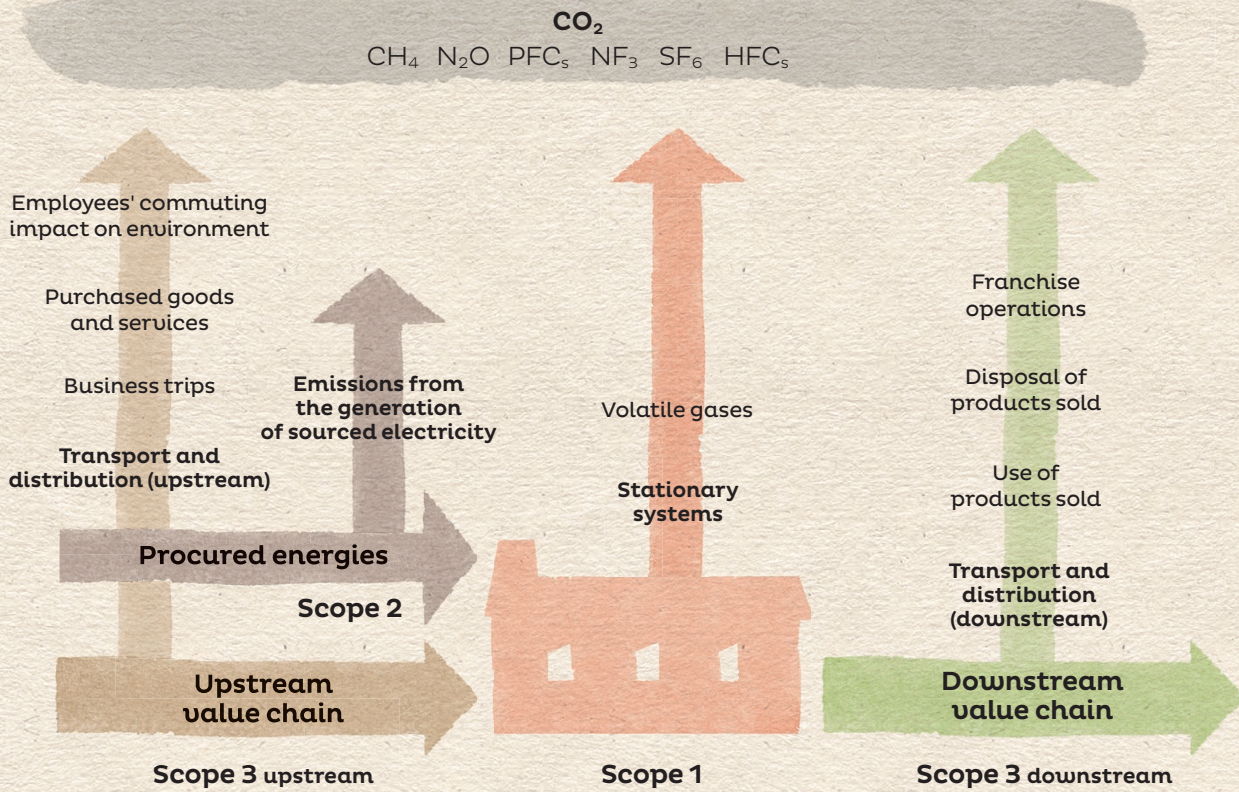 CO₂
CH₄ N₂O PFCₛ NF₃ SF₆ HFCₛ
Employees' commuting
impact on environment
Purchased goods
and services
Business trips
Transport and
distribution (upstream)
Emissions from
the generation
of sourced electricity
Procured energies
Scope 2
Upstream
value chain
Scope 3 upstream
Volatile gases
Stationary
systems
Scope 1
Franchise
operations
Disposal of
products sold
Use of
products sold
Transport and
distribution
(downstream)
Downstream
value chain
Scope 3 downstream